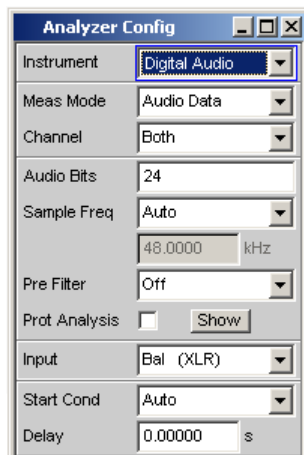 Analyzer Config
Instrument Digital Audio
Meas Mode Audio Data
Channel Both
Audio Bits 24
Sample Freq Auto
48.0000 kHz
Pre Filter Off
Prot Analysis Show
Input Bal (XLR)
Start Cond Auto
Delay 0.00000 s